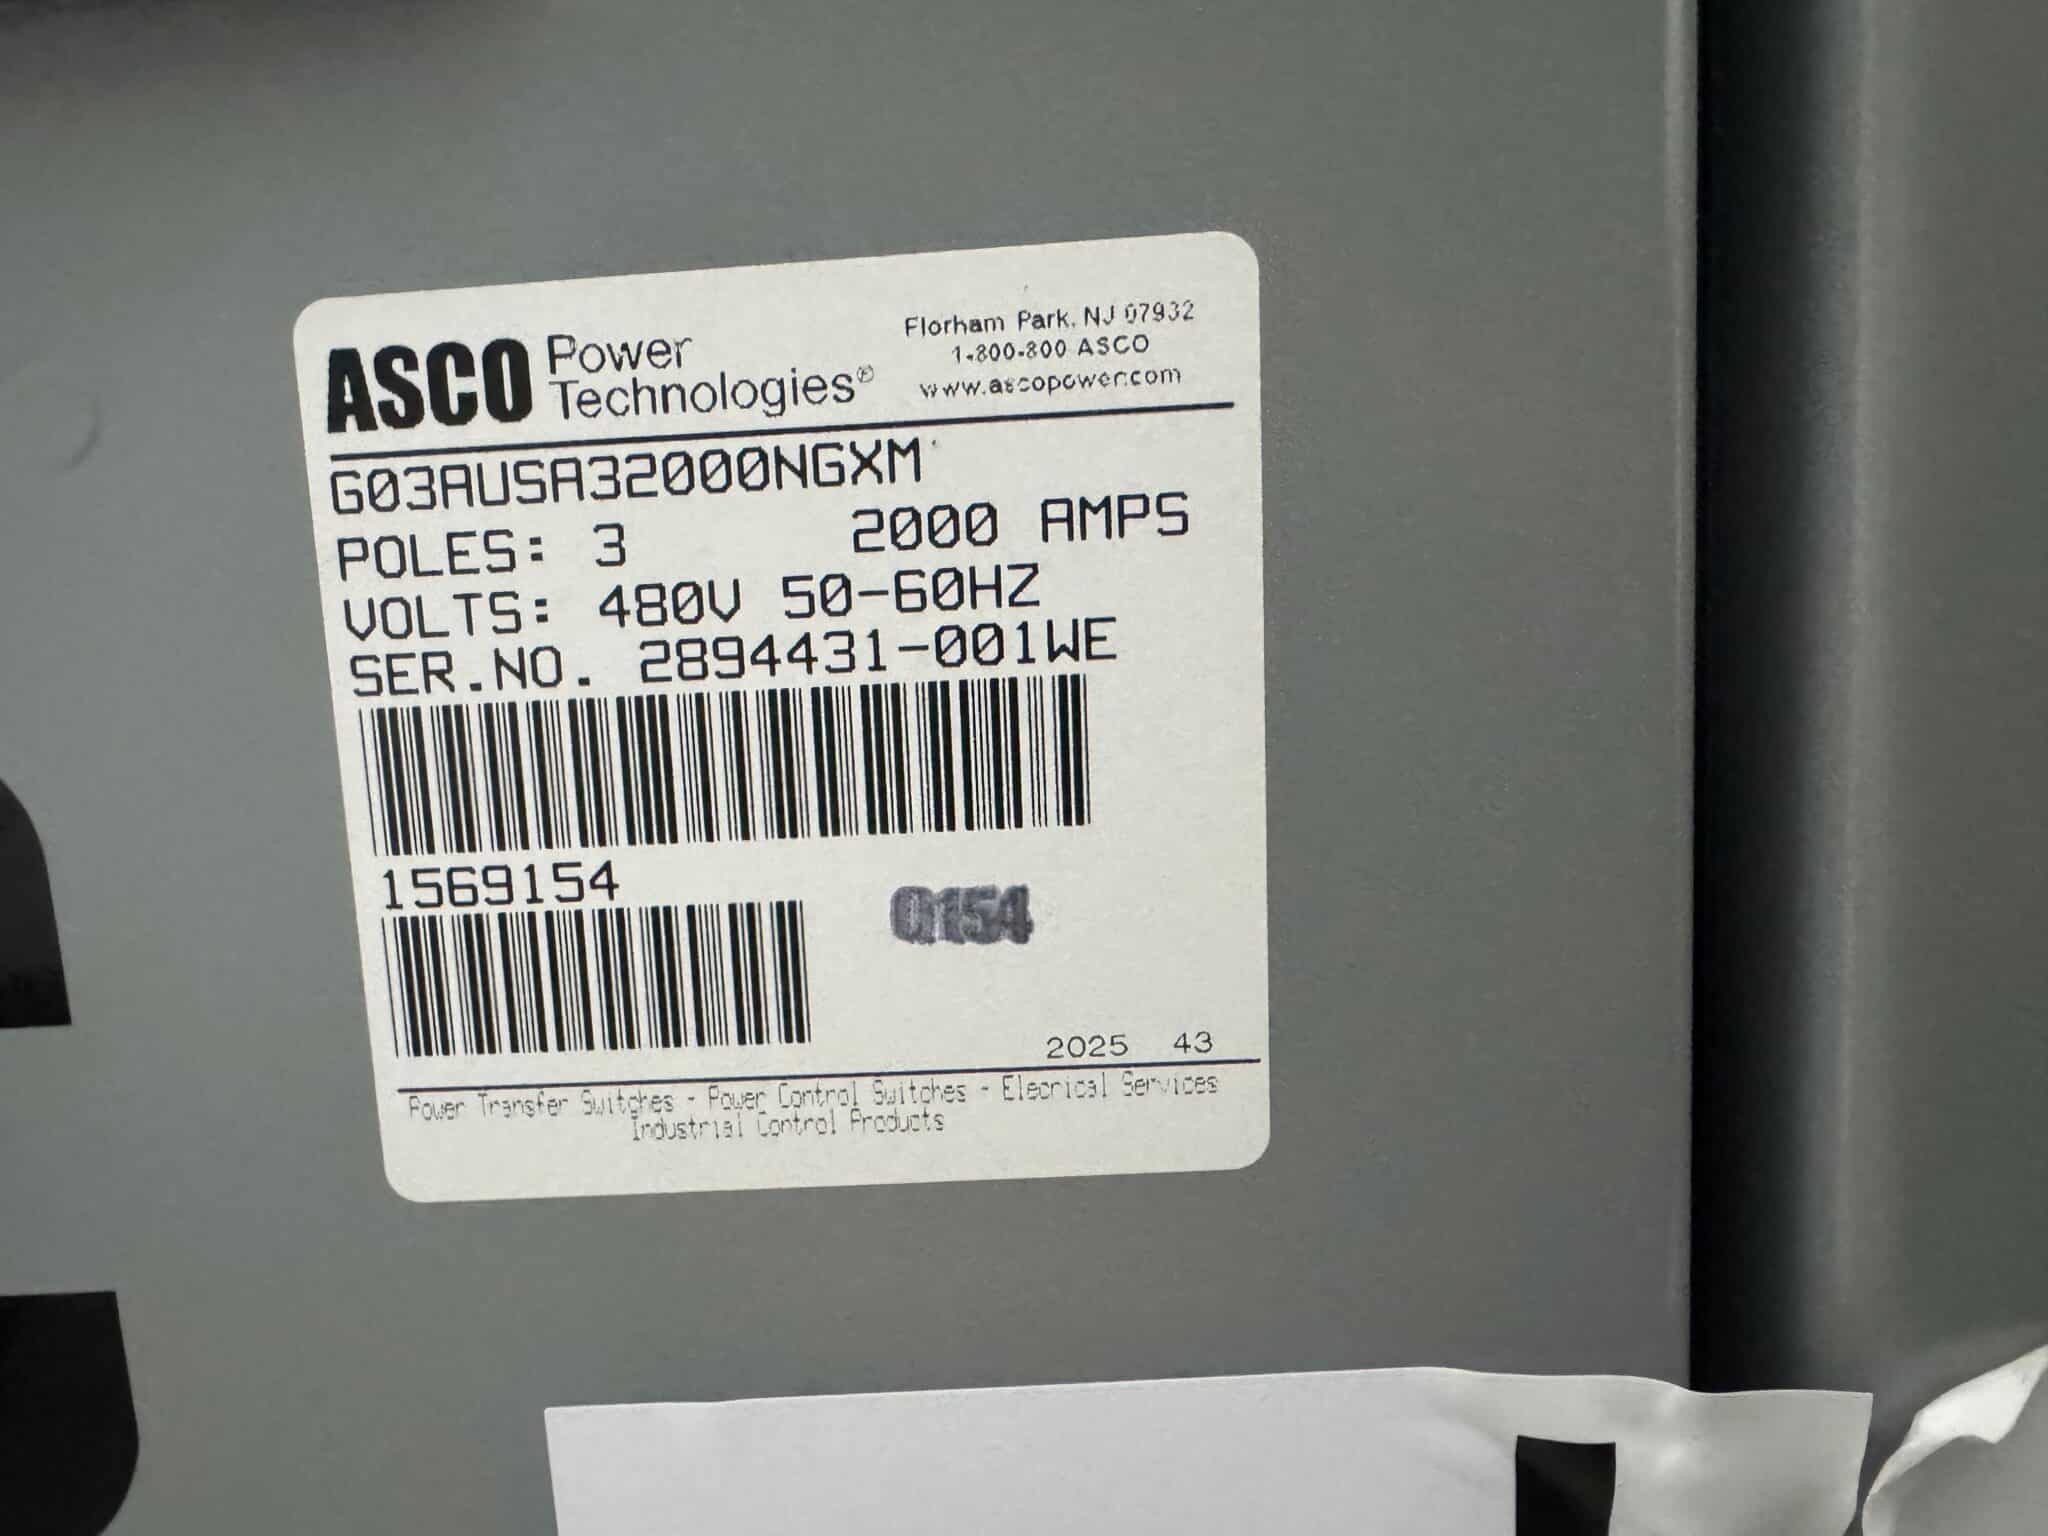 ASCO Power Technologies®
Florham Park, NJ 07932
1-800-800 ASCO
www.ascopower.com
G03AUSA32000NGXM
POLES: 3 2000 AMPS
VOLTS: 480V 50-60HZ
SER.NO. 2894431-001WE
1569154
0154
2025 43
Power Transfer Switches - Power Control Switches - Elecrical Services
Industrial Control Products